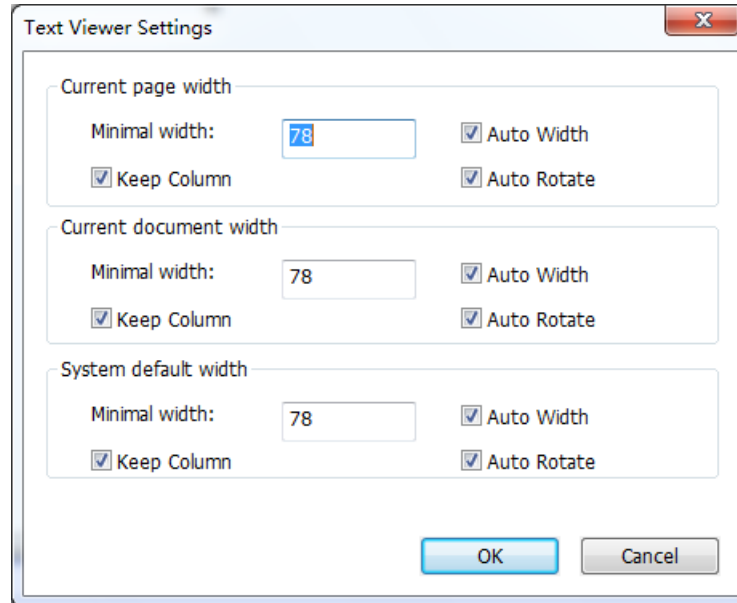 Text Viewer Settings
Current page width
Minimal width: 78 Auto Width
Keep Column Auto Rotate
Current document width
Minimal width: 78 Auto Width
Keep Column Auto Rotate
System default width
Minimal width: 78 Auto Width
Keep Column Auto Rotate
OK Cancel